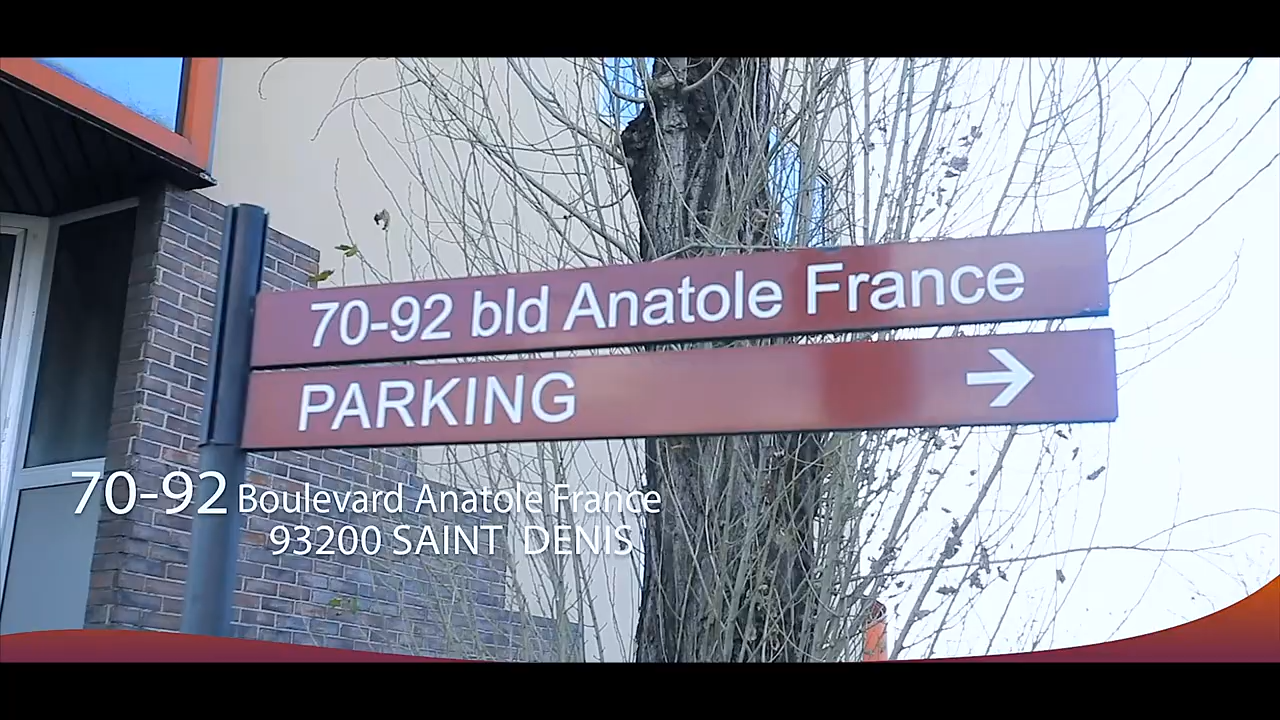 70-92 bld Anatole France
PARKING
70-92 Boulevard Anatole France
93200 SAINT DENIS